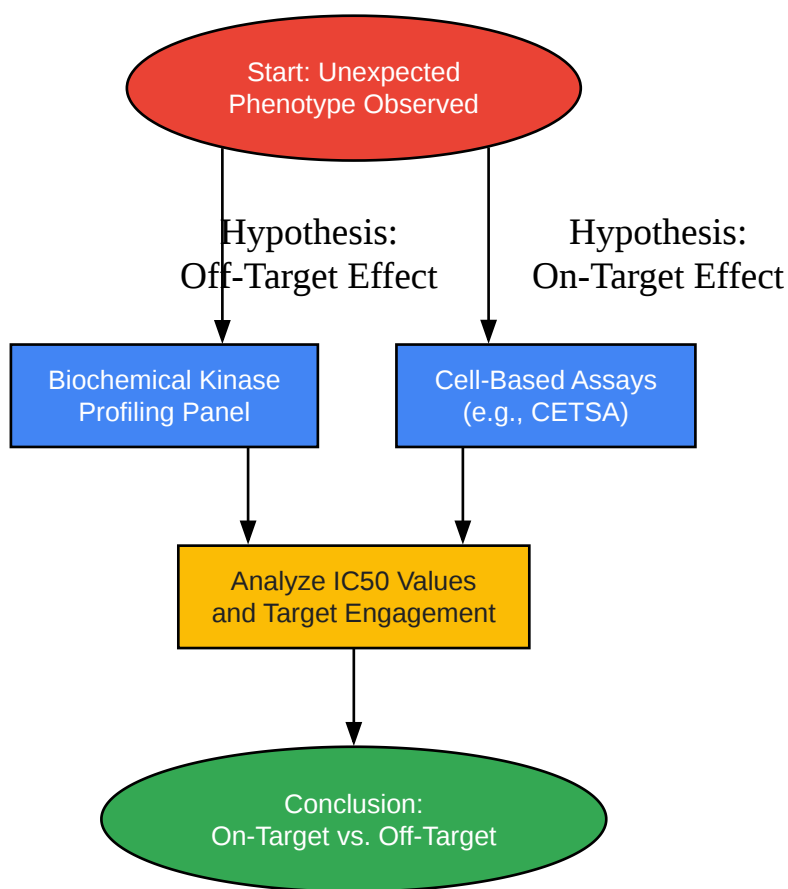 Start: Unexpected
Phenotype Observed
Hypothesis:
Off-Target Effect
Hypothesis:
On-Target Effect
Biochemical Kinase
Profiling Panel
Cell-Based Assays
(e.g., CETSA)
Analyze IC50 Values
and Target Engagement
Conclusion:
On-Target vs. Off-Target